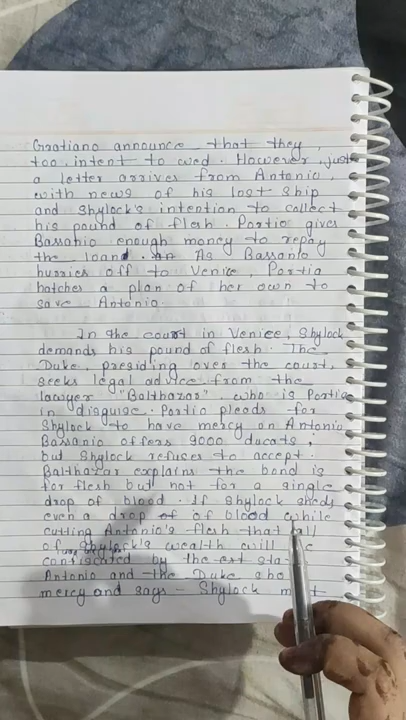 Gratiano announce that they
too intent to wed. However, just
a letter arrives from Antonio
with news of his lost ship
and Shylock's intention to collect
his pound of flesh. Portio gives
Bassanio enough money to repay
the loan. As Bassanio
hurries off to Venice, Portia
hatches a plan of her own to
save Antonio.
In the court in Venice, Shylock
demands his pound of flesh. The
Duke, presiding over the court,
seeks legal advice from the
lawyer "Balthazar", who is Portia
in disguise. Portio pleads for
Shylock to have mercy on Antonio
Bassanio offers 9000 ducats,
but Shylock refuses to accept.
Balthazar explains the bond is
for flesh but not for a single
drop of blood. If Shylock sheds
even a drop of of blood while
cutting Antonio's flesh that all
of Shylock's wealth will
confiscated by the
Antonio and the Duke
mercy and says - Shylock